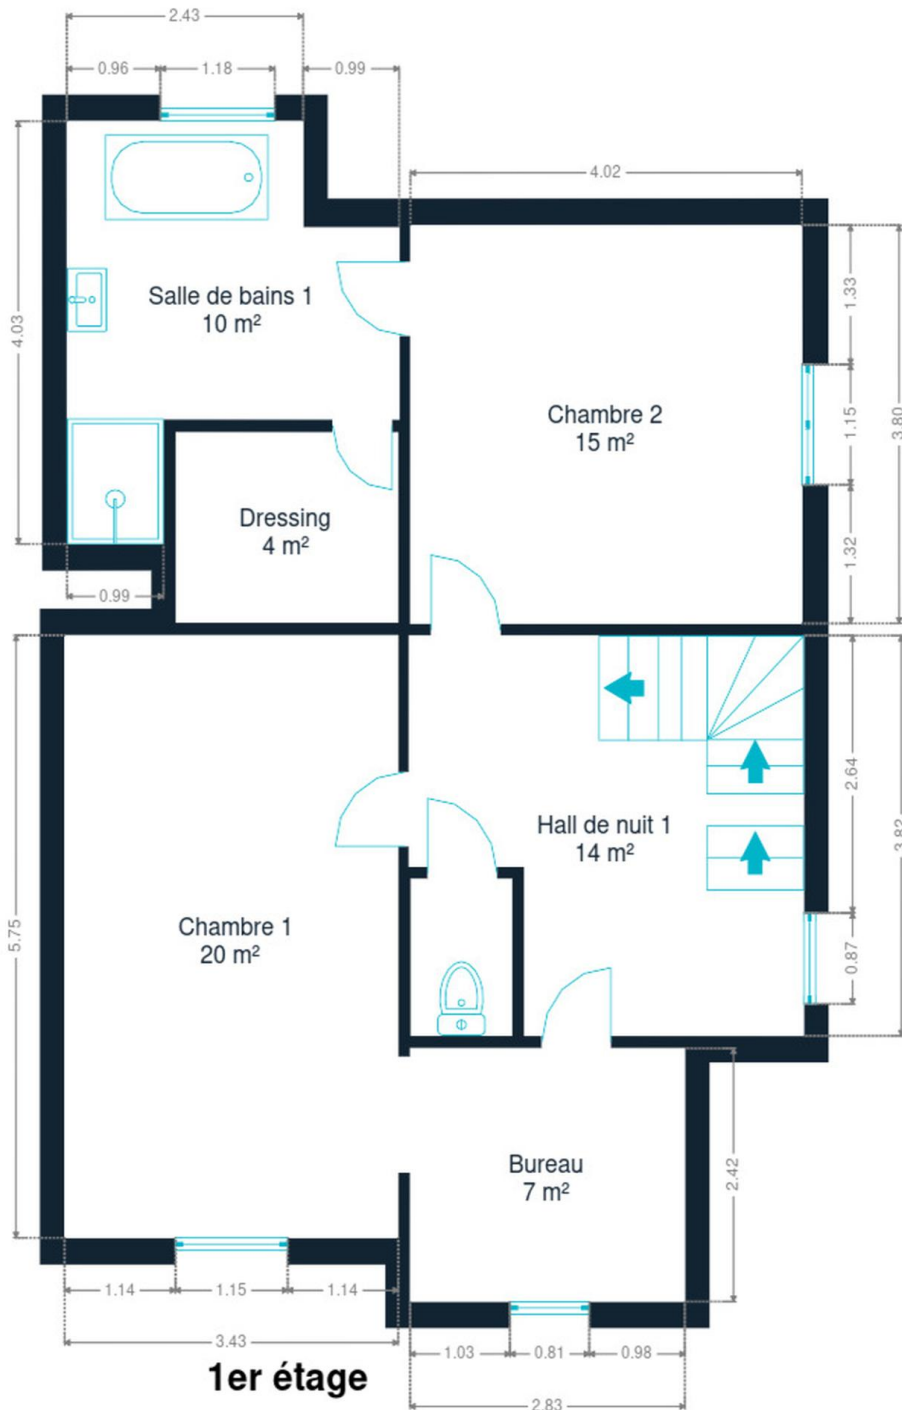 2.43
0.96
1.18
0.99
4.02
4.03
Salle de bains 1
10 m²
1.33
Chambre 2
15 m²
1.15
3.80
Dressing
4 m²
1.32
0.99
2.64
3.82
Hall de nuit 1
14 m²
Chambre 1
20 m²
5.75
0.87
Bureau
7 m²
2.42
1.14
1.15
1.14
3.43
1.03
0.81
0.98
2.83
1er étage